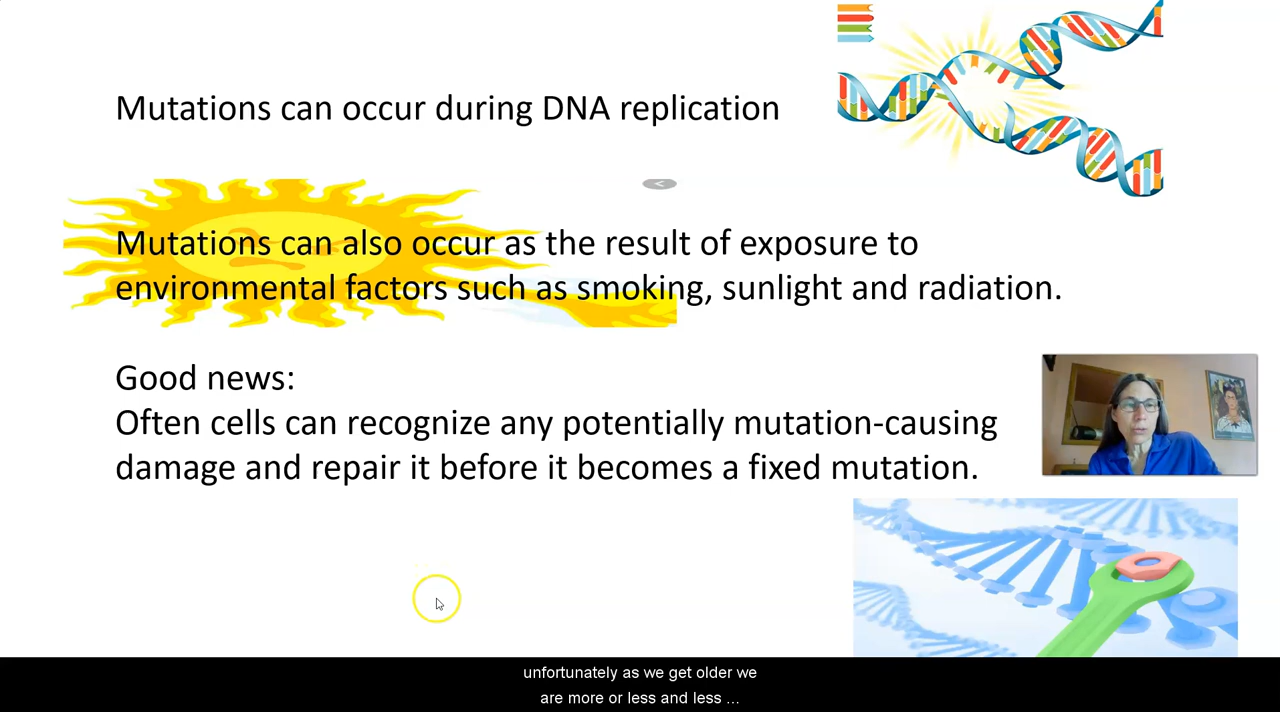 Mutations can occur during DNA replication
<
Mutations can also occur as the result of exposure to
environmental factors such as smoking, sunlight and radiation.
Good news:
Often cells can recognize any potentially mutation-causing
damage and repair it before it becomes a fixed mutation.
unfortunately as we get older we
are more or less and less ...